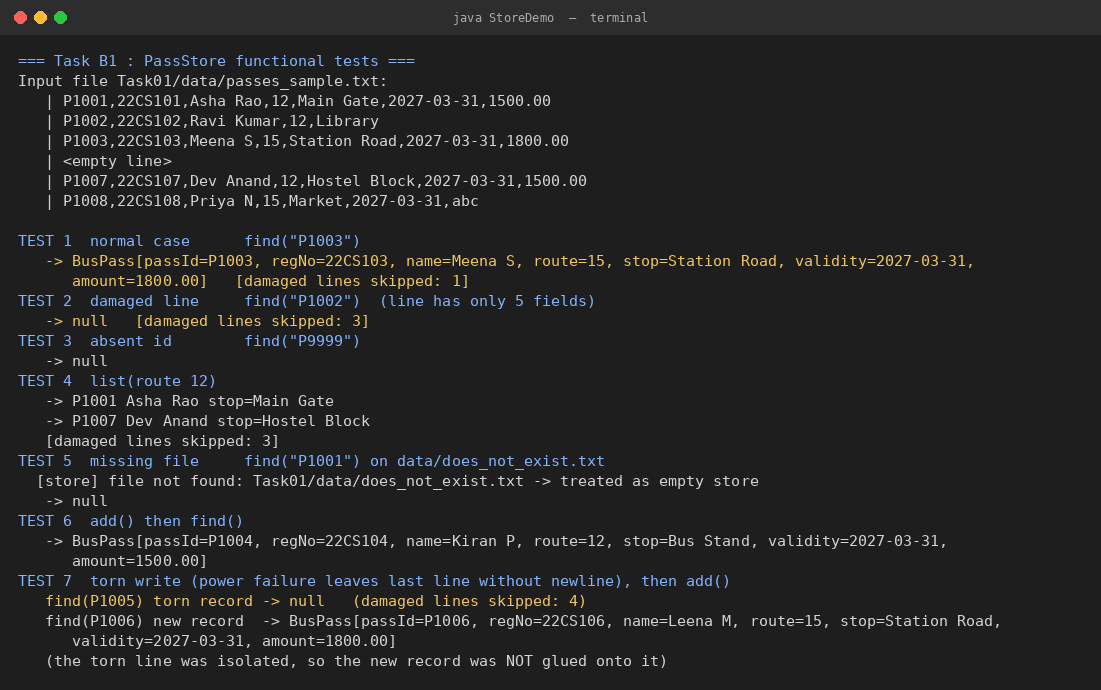 java StoreDemo — terminal
=== Task B1 : PassStore functional tests ===
Input file Task01/data/passes_sample.txt:
   | P1001,22CS101,Asha Rao,12,Main Gate,2027-03-31,1500.00
   | P1002,22CS102,Ravi Kumar,12,Library
   | P1003,22CS103,Meena S,15,Station Road,2027-03-31,1800.00
   | <empty line>
   | P1007,22CS107,Dev Anand,12,Hostel Block,2027-03-31,1500.00
   | P1008,22CS108,Priya N,15,Market,2027-03-31,abc
TEST 1  normal case      find("P1003")
   -> BusPass[passId=P1003, regNo=22CS103, name=Meena S, route=15, stop=Station Road, validity=2027-03-31,
      amount=1800.00]   [damaged lines skipped: 1]
TEST 2  damaged line     find("P1002")  (line has only 5 fields)
   -> null   [damaged lines skipped: 3]
TEST 3  absent id        find("P9999")
   -> null
TEST 4  list(route 12)
   -> P1001 Asha Rao stop=Main Gate
   -> P1007 Dev Anand stop=Hostel Block
   [damaged lines skipped: 3]
TEST 5  missing file     find("P1001") on data/does_not_exist.txt
  [store] file not found: Task01/data/does_not_exist.txt -> treated as empty store
   -> null
TEST 6  add() then find()
   -> BusPass[passId=P1004, regNo=22CS104, name=Kiran P, route=12, stop=Bus Stand, validity=2027-03-31,
      amount=1500.00]
TEST 7  torn write (power failure leaves last line without newline), then add()
   find(P1005) torn record -> null   (damaged lines skipped: 4)
   find(P1006) new record  -> BusPass[passId=P1006, regNo=22CS106, name=Leena M, route=15, stop=Station Road,
      validity=2027-03-31, amount=1800.00]
   (the torn line was isolated, so the new record was NOT glued onto it)